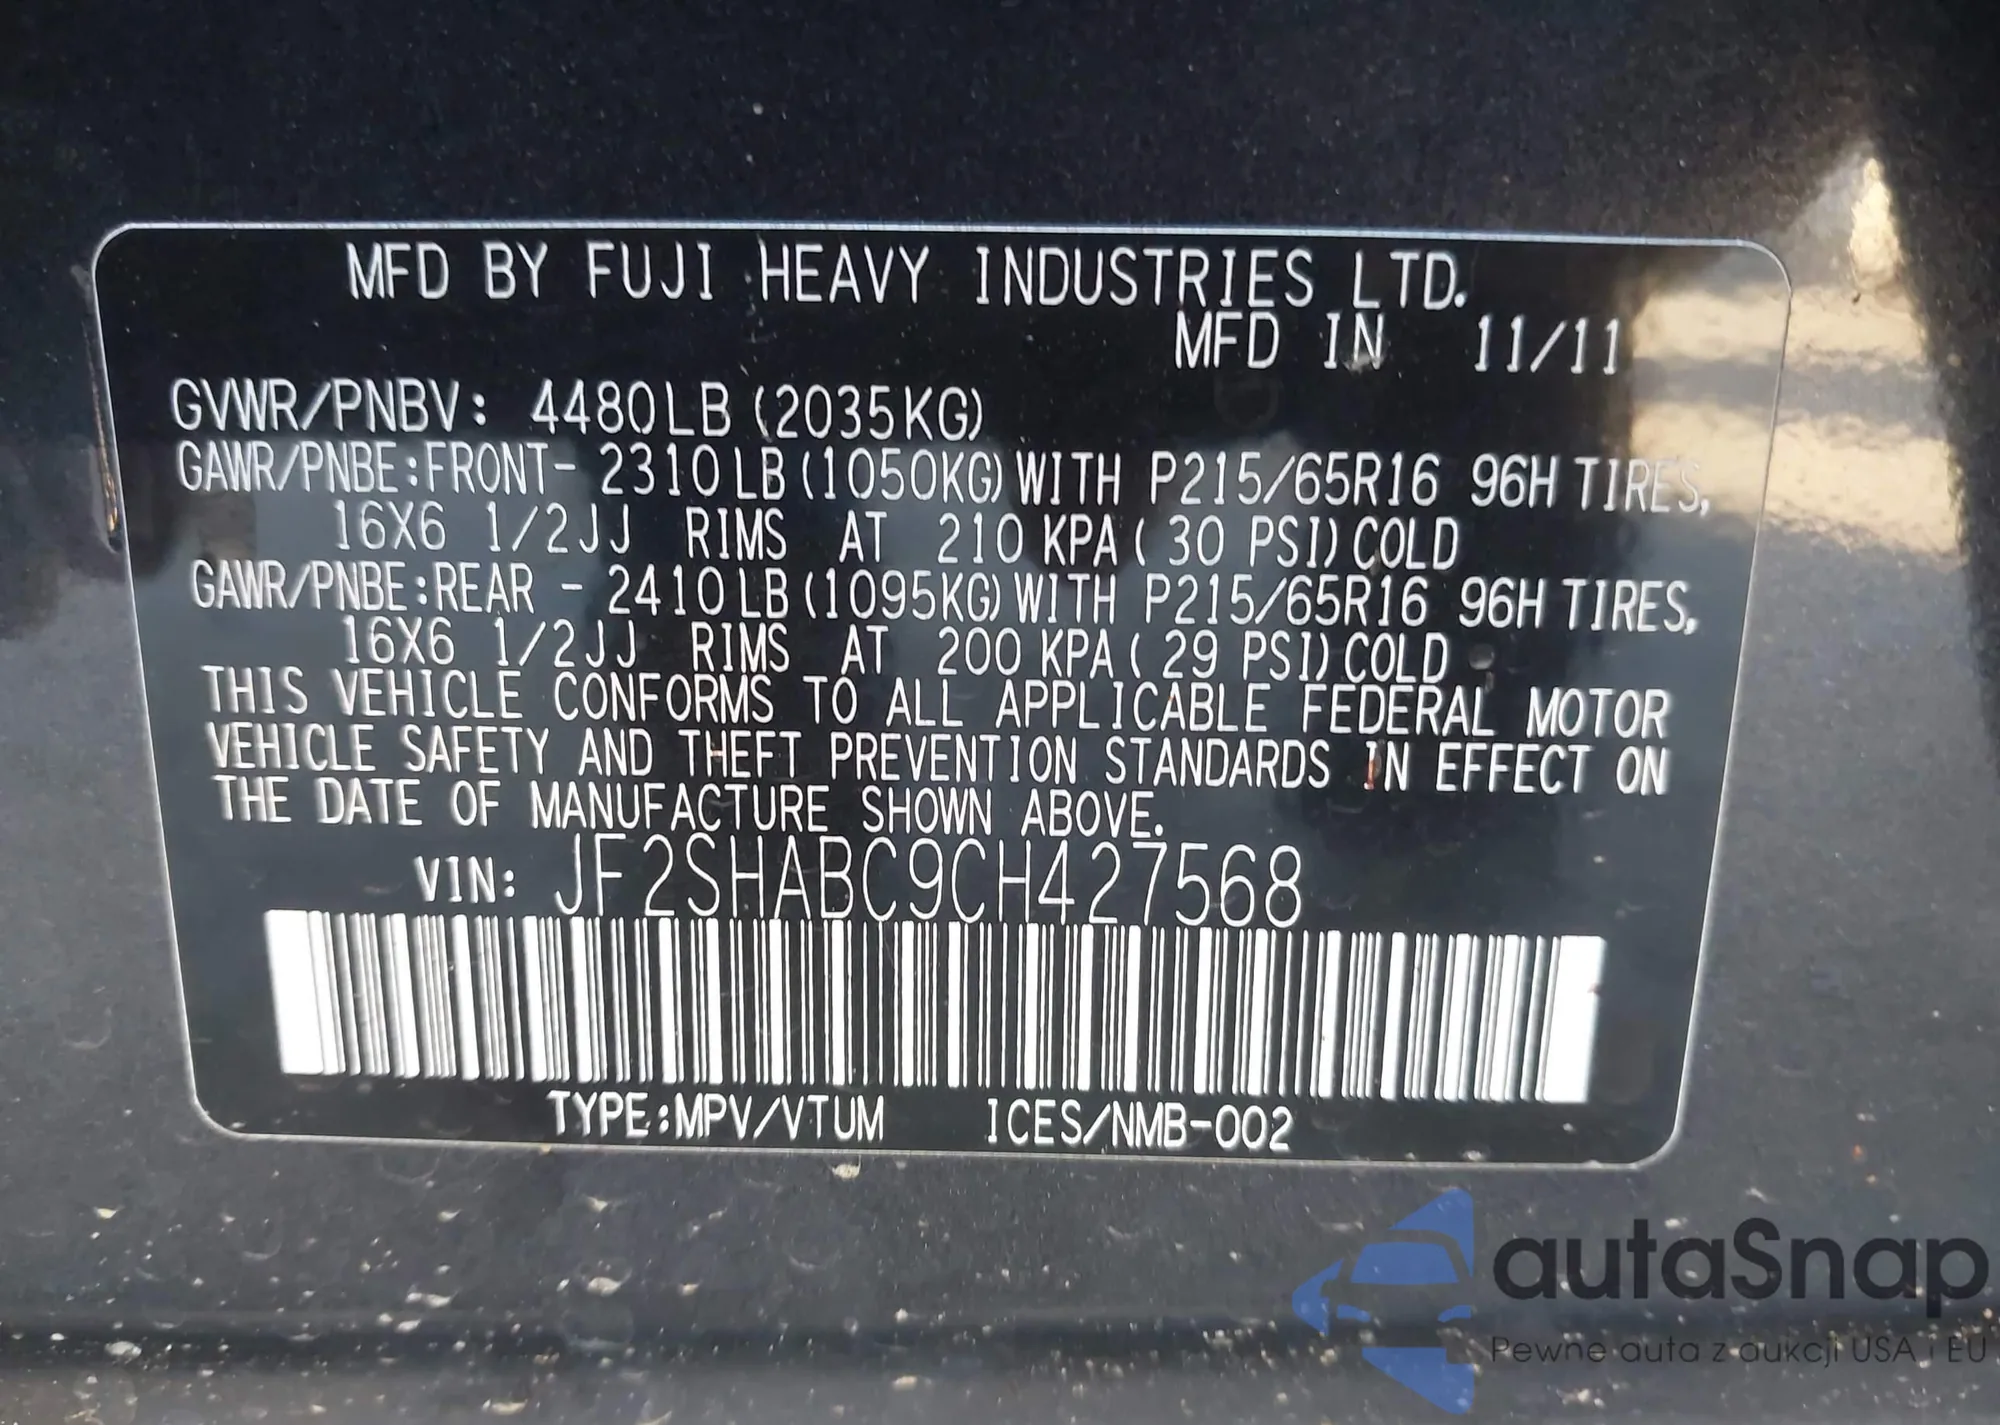 MFD BY FUJI HEAVY INDUSTRIES LTD.
MFD IN 11/11
GVWR/PNBV: 4480LB (2035KG)
GAWR/PNBE:FRONT- 2310LB(1050KG)WITH P215/65R16 96H TIRES,
16X6 1/2JJ RIMS AT 210 KPA(30 PSI)COLD
GAWR/PNBE:REAR - 2410LB(1095KG)WITH P215/65R16 96H TIRES,
16X6 1/2JJ RIMS AT 200 KPA(29 PSI)COLD
THIS VEHICLE CONFORMS TO ALL APPLICABLE FEDERAL MOTOR
VEHICLE SAFETY AND THEFT PREVENTION STANDARDS IN EFFECT ON
THE DATE OF MANUFACTURE SHOWN ABOVE.
VIN: JF2SHABC9CH427568
TYPE:MPV/VTUM ICES/NMB-002
autaSnap
Pewne auta z aukcji USA i EU